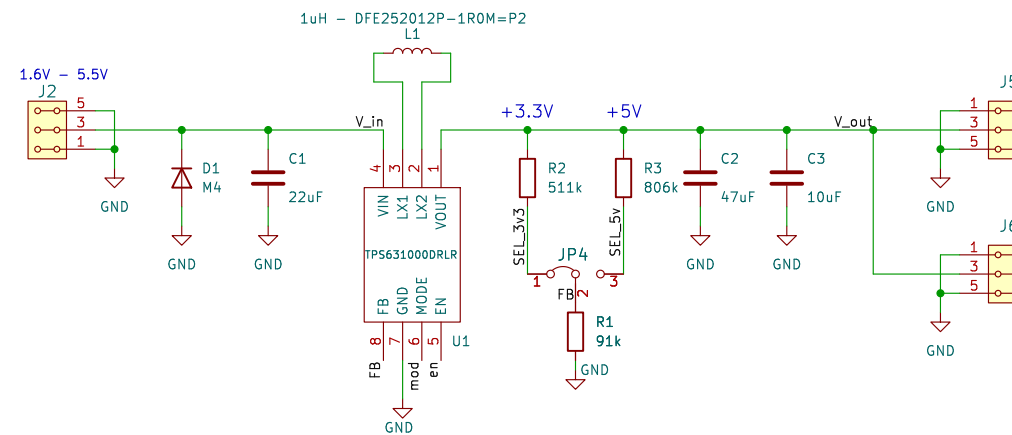 1uH - DFE252012P-1R0M=P2
L1
1.6V - 5.5V
J2
5
3
1
GND
D1
M4
GND
C1
22uF
GND
V_in
4
3
2
1
VIN
LX1
LX2
VOUT
TPS631000DRLR
FB
GND
MODE
EN
8
7
6
5
U1
FB
mod
en
GND
+3.3V
+5V
R2
511k
R3
806k
SEL_3v3
SEL_5v
JP4
1
2
3
FB
R1
91k
GND
C2
47uF
GND
C3
10uF
GND
V_out
J5
1
3
5
GND
J6
1
3
5
GND